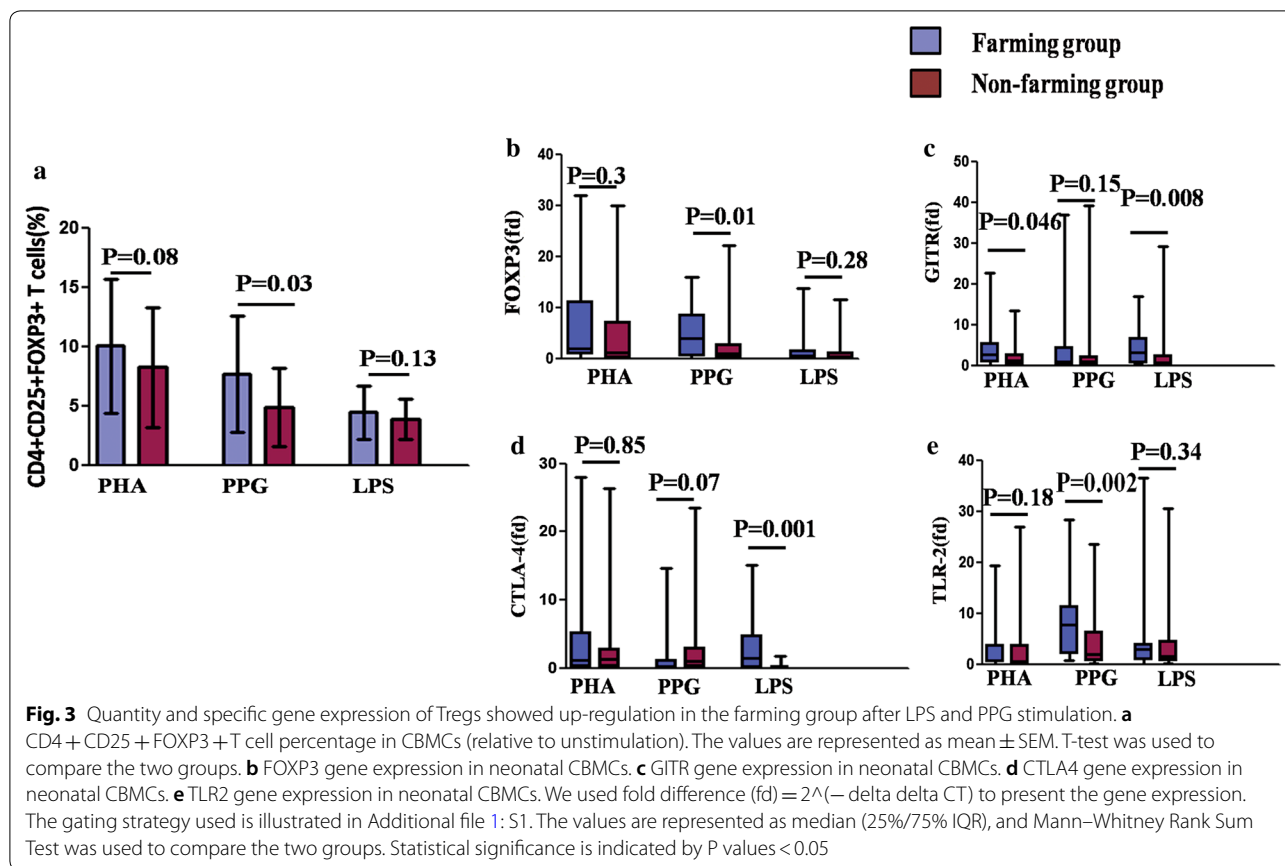 Farming group
Non-farming group
a
CD4+CD25+FOXP3+ T cells(%)
20
15
10
5
0
P=0.08
P=0.03
P=0.13
PHA
PPG
LPS
b
FOXP3(fd)
40
30
20
10
0
P=0.3
P=0.01
P=0.28
PHA
PPG
LPS
c
GITR(fd)
50
40
30
20
10
0
P=0.046
P=0.15
P=0.008
PHA
PPG
LPS
d
CTLA-4(fd)
30
20
10
0
P=0.85
P=0.07
P=0.001
PHA
PPG
LPS
e
TLR-2(fd)
40
30
20
10
0
P=0.18
P=0.002
P=0.34
PHA
PPG
LPS
Fig. 3 Quantity and specific gene expression of Tregs showed up-regulation in the farming group after LPS and PPG stimulation. a
CD4 + CD25 + FOXP3 + T cell percentage in CBMCs (relative to unstimulation). The values are represented as mean ± SEM. T-test was used to
compare the two groups. b FOXP3 gene expression in neonatal CBMCs. c GITR gene expression in neonatal CBMCs. d CTLA4 gene expression in
neonatal CBMCs. e TLR2 gene expression in neonatal CBMCs. We used fold difference (fd) = 2^(− delta delta CT) to present the gene expression.
The gating strategy used is illustrated in Additional file 1: S1. The values are represented as median (25%/75% IQR), and Mann–Whitney Rank Sum
Test was used to compare the two groups. Statistical significance is indicated by P values < 0.05